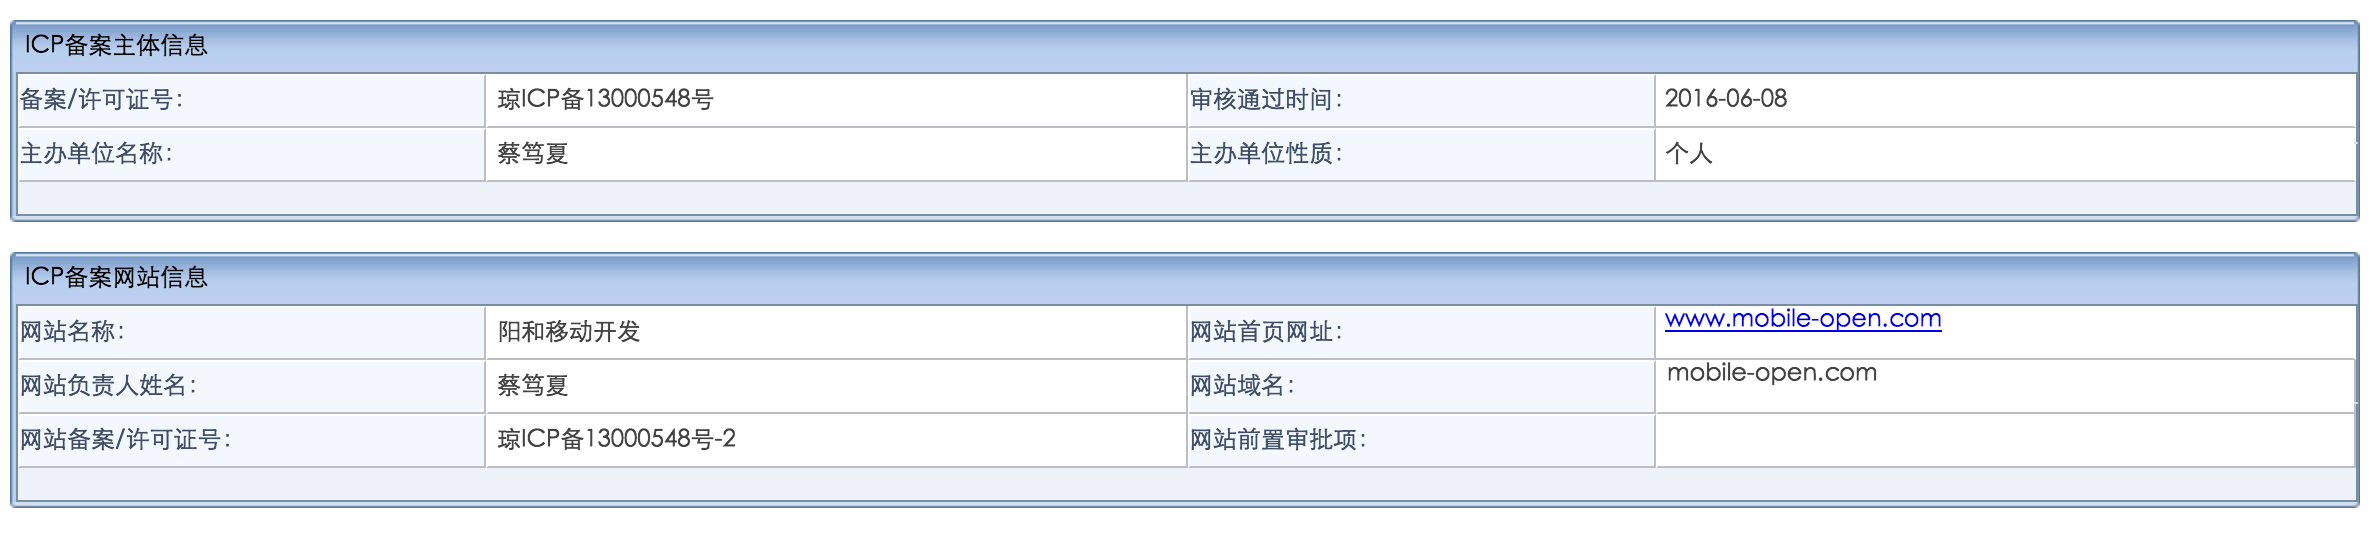 ICP备案主体信息
备案/许可证号: 琼ICP备13000548号 审核通过时间: 2016-06-08
主办单位名称: 蔡笃夏 主办单位性质: 个人
ICP备案网站信息
网站名称: 阳和移动开发 网站首页网址: www.mobile-open.com
网站负责人姓名: 蔡笃夏 网站域名: mobile-open.com
网站备案/许可证号: 琼ICP备13000548号-2 网站前置审批项: